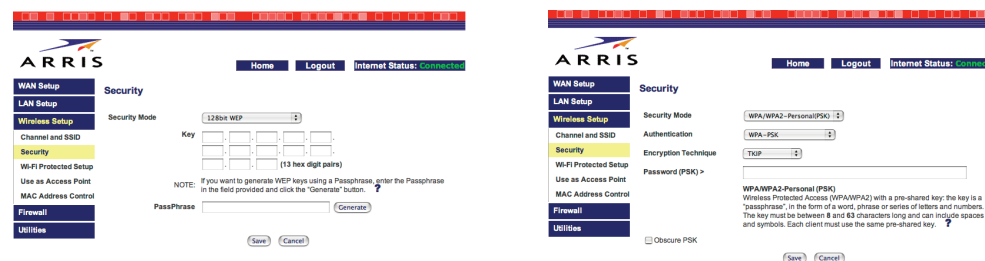 ARRIS
Home Logout Internet Status: Connected
WAN Setup
LAN Setup
Wireless Setup
Channel and SSID
Security
Wi-Fi Protected Setup
Use as Access Point
MAC Address Control
Firewall
Utilities
Security
Security Mode 128bit WEP
Key . . . . .
. . . . .
. . . (13 hex digit pairs)
NOTE: If you want to generate WEP keys using a Passphrase, enter the Passphrase
in the field provided and click the "Generate" button. ?
PassPhrase Generate
Save Cancel
ARRIS
Home Logout Internet Status: Connec
WAN Setup
LAN Setup
Wireless Setup
Channel and SSID
Security
Wi-Fi Protected Setup
Use as Access Point
MAC Address Control
Firewall
Utilities
Security
Security Mode WPA/WPA2-Personal(PSK)
Authentication WPA-PSK
Encryption Technique TKIP
Password (PSK) >
WPA/WPA2-Personal (PSK)
Wireless Protected Access (WPA/WPA2) with a pre-shared key: the key is a
"passphrase", in the form of a word, phrase or series of letters and numbers.
The key must be between 8 and 63 characters long and can include spaces
and symbols. Each client must use the same pre-shared key. ?
Obscure PSK
Save Cancel